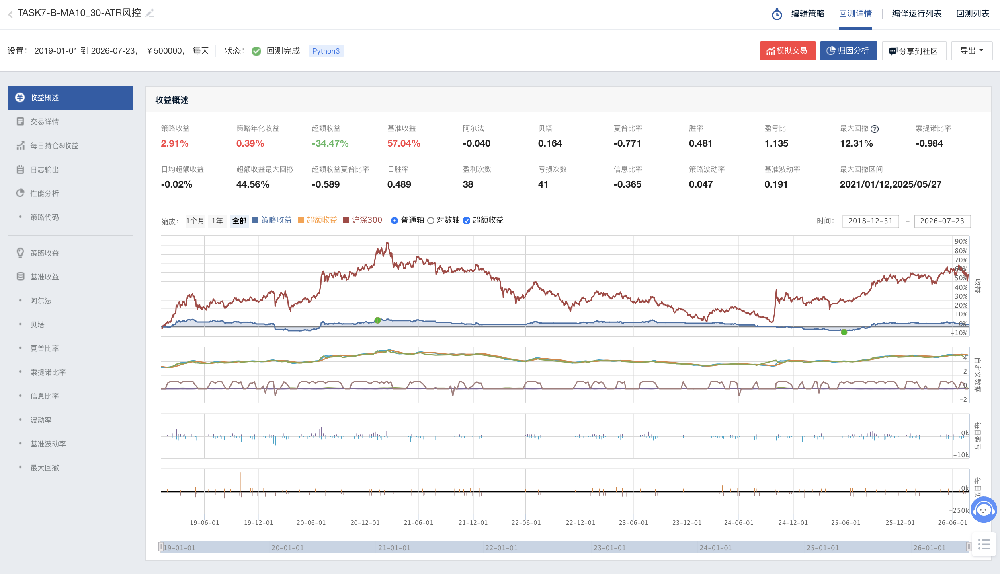 TASK7-B-MA10_30-ATR风控
编辑策略 回测详情 编译运行列表 回测列表
设置： 2019-01-01 到 2026-07-23， ￥500000， 每天 状态： 回测完成 Python3
模拟交易 归因分析 分享到社区 导出
收益概述
交易详情
每日持仓&收益
日志输出
性能分析
策略代码
策略收益
基准收益
阿尔法
贝塔
夏普比率
索提诺比率
信息比率
波动率
基准波动率
最大回撤
收益概述
策略收益 策略年化收益 超额收益 基准收益 阿尔法 贝塔 夏普比率 胜率 盈亏比 最大回撤 ? 索提诺比率
2.91% 0.39% -34.47% 57.04% -0.040 0.164 -0.771 0.481 1.135 12.31% -0.984
日均超额收益 超额收益最大回撤 超额收益夏普比率 日胜率 盈利次数 亏损次数 信息比率 策略波动率 基准波动率 最大回撤区间
-0.02% 44.56% -0.589 0.489 38 41 -0.365 0.047 0.191 2021/01/12,2025/05/27
缩放： 1个月 1年 全部 策略收益 超额收益 沪深300 普通轴 对数轴 超额收益 时间： 2018-12-31 - 2026-07-23
90%
80%
70%
60%
50%
40%
30%
20%
10%
0%
-10%
收益
4
2
0
-2
自定义数据
0k
-10k
每日盈亏
0k
-250k
每日买
19-06-01 19-12-01 20-06-01 20-12-01 21-06-01 21-12-01 22-06-01 22-12-01 23-06-01 23-12-01 24-06-01 24-12-01 25-06-01 25-12-01 26-06-01
19-01-01 20-01-01 21-01-01 22-01-01 23-01-01 24-01-01 25-01-01 26-01-01